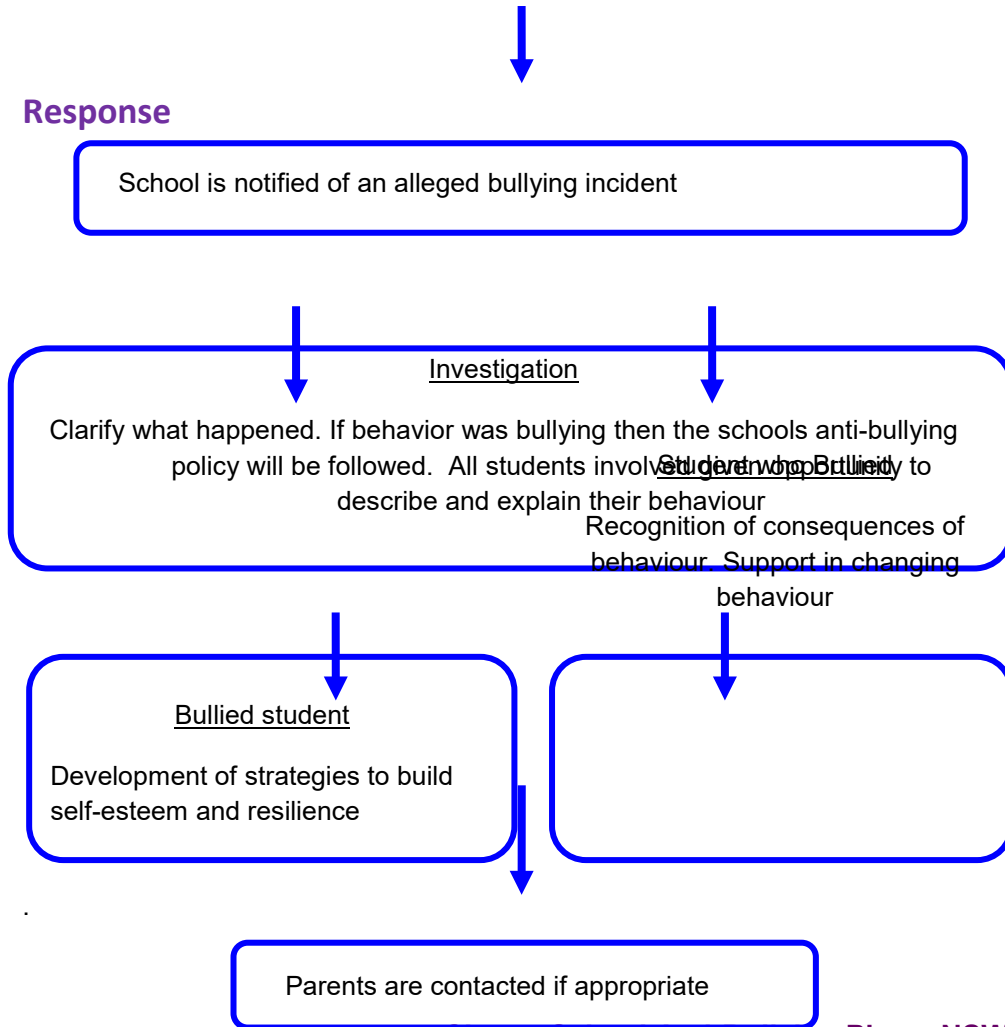 Response
School is notified of an alleged bullying incident
Investigation
Clarify what happened. If behavior was bullying then the schools anti-bullying
policy will be followed.  All students involved given opportunity to
describe and explain their behaviour
Student who Bullied
Recognition of consequences of
behaviour. Support in changing
behaviour
Bullied student
Development of strategies to build
self-esteem and resilience
.
Parents are contacted if appropriate